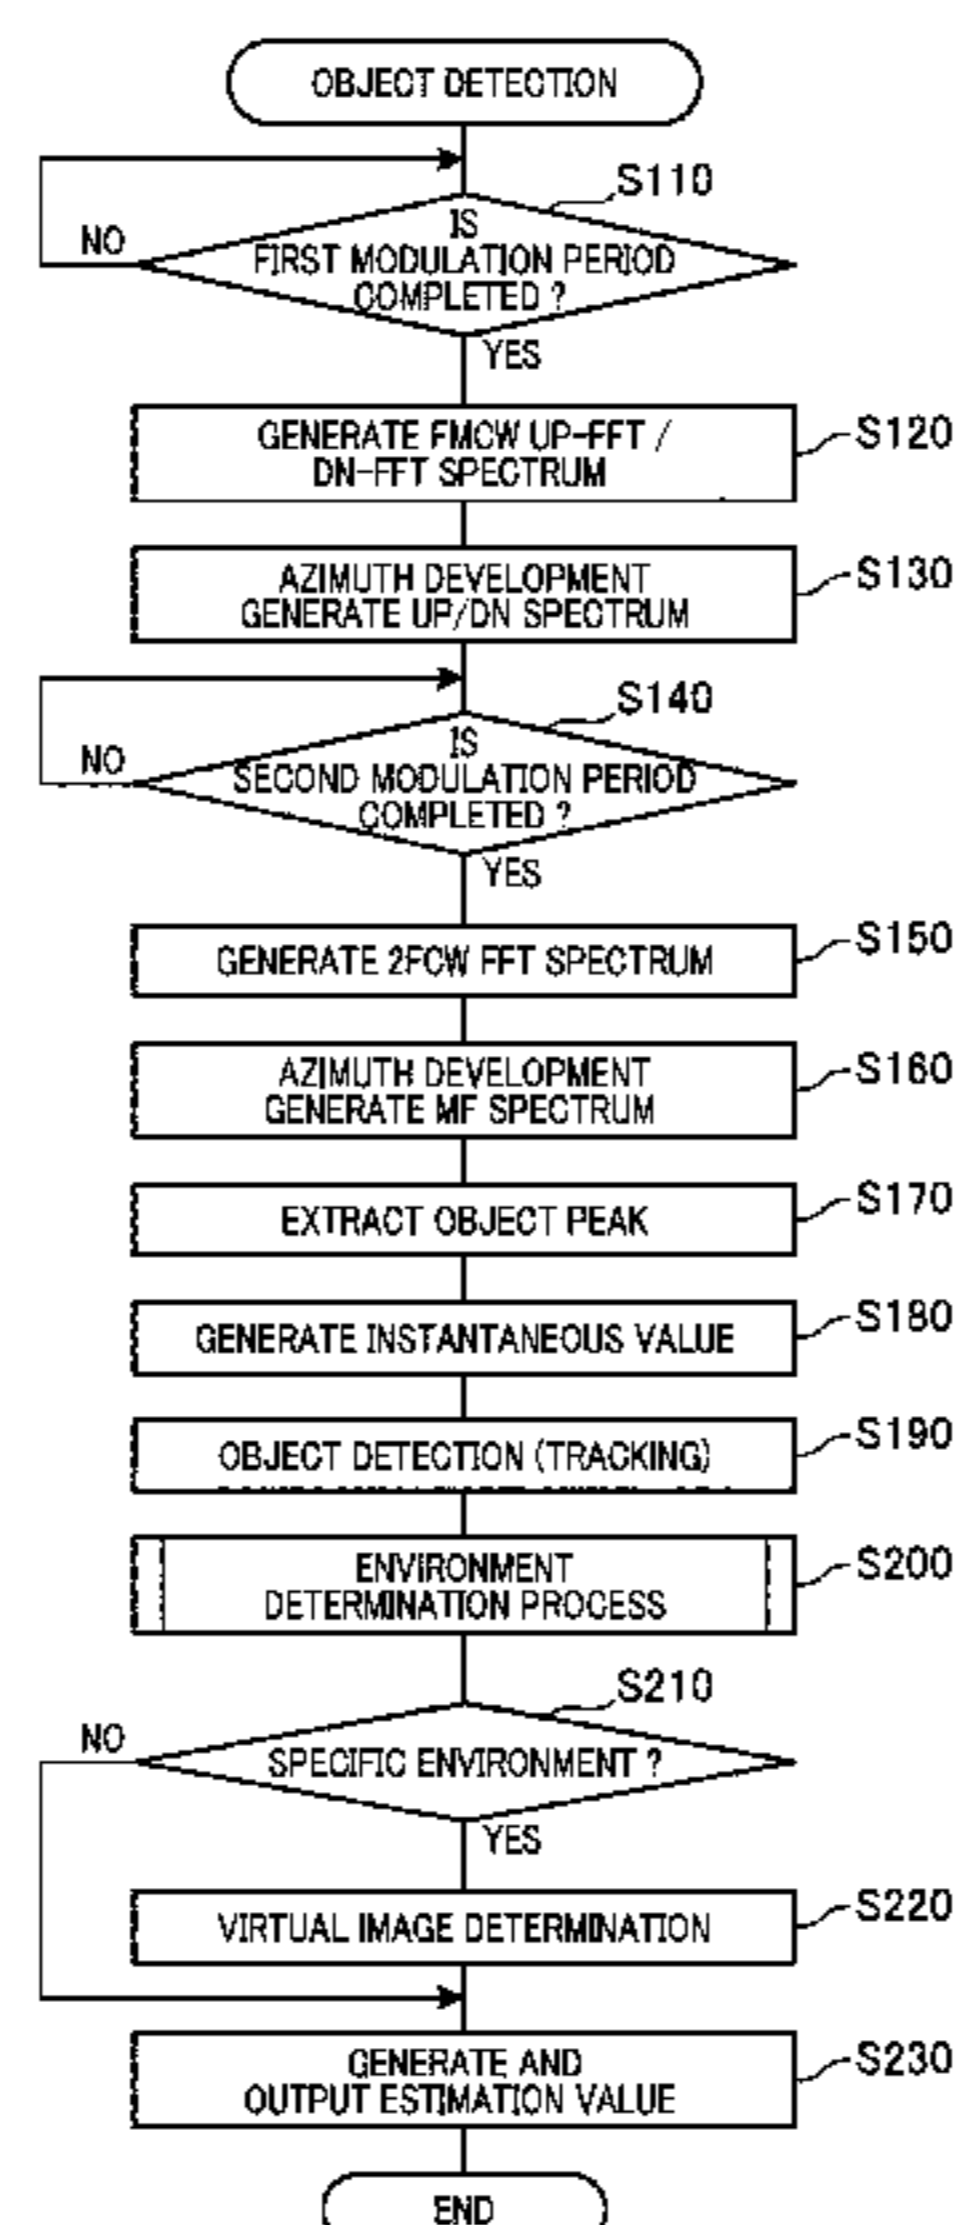 OBJECT DETECTION
S110
NO
IS
FIRST MODULATION PERIOD
COMPLETED ?
YES
GENERATE FMCW UP-FFT /
DN-FFT SPECTRUM
S120
AZIMUTH DEVELOPMENT
GENERATE UP/DN SPECTRUM
S130
S140
NO
IS
SECOND MODULATION PERIOD
COMPLETED ?
YES
GENERATE 2FCW FFT SPECTRUM
S150
AZIMUTH DEVELOPMENT
GENERATE MF SPECTRUM
S160
EXTRACT OBJECT PEAK
S170
GENERATE INSTANTANEOUS VALUE
S180
OBJECT DETECTION (TRACKING)
S190
ENVIRONMENT
DETERMINATION PROCESS
S200
S210
NO
SPECIFIC ENVIRONMENT ?
YES
VIRTUAL IMAGE DETERMINATION
S220
GENERATE AND
OUTPUT ESTIMATION VALUE
S230
END